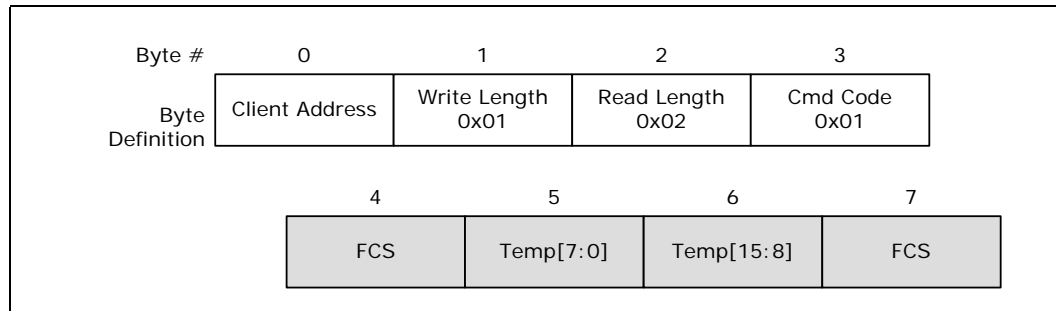 Byte # 0 1 2 3
Byte Definition
Client Address
Write Length
0x01
Read Length
0x02
Cmd Code
0x01
4 5 6 7
FCS Temp[7:0] Temp[15:8] FCS